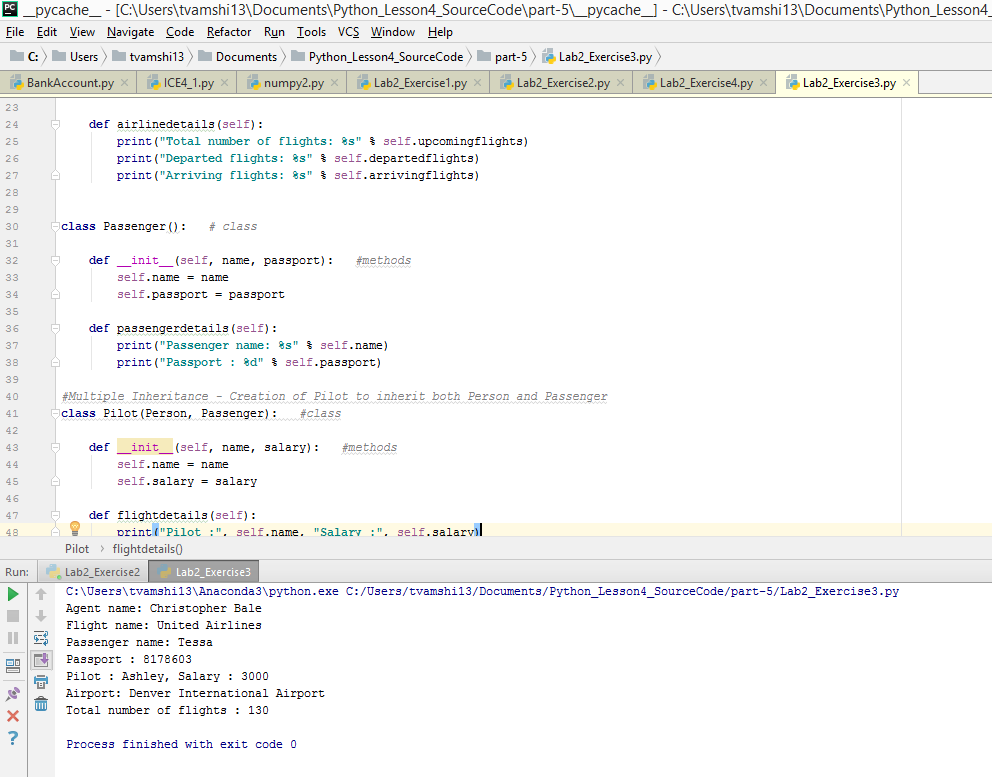 PC __pycache__ - [C:\Users\tvamshi13\Documents\Python_Lesson4_SourceCode\part-5\__pycache__] - C:\Users\tvamshi13\Documents\Python_Lesson4_
File Edit View Navigate Code Refactor Run Tools VCS Window Help
C: Users tvamshi13 Documents Python_Lesson4_SourceCode part-5 Lab2_Exercise3.py
BankAccount.py ICE4_1.py numpy2.py Lab2_Exercise1.py Lab2_Exercise2.py Lab2_Exercise4.py Lab2_Exercise3.py
23
24 def airlinedetails(self):
25 print("Total number of flights: %s" % self.upcomingflights)
26 print("Departed flights: %s" % self.departedflights)
27 print("Arriving flights: %s" % self.arrivingflights)
28
29
30 class Passenger(): # class
31
32 def __init__(self, name, passport): #methods
33 self.name = name
34 self.passport = passport
35
36 def passengerdetails(self):
37 print("Passenger name: %s" % self.name)
38 print("Passport : %d" % self.passport)
39
40 #Multiple Inheritance - Creation of Pilot to inherit both Person and Passenger
41 class Pilot(Person, Passenger): #class
42
43 def __init__(self, name, salary): #methods
44 self.name = name
45 self.salary = salary
46
47 def flightdetails(self):
48 print("Pilot :", self.name, "Salary :", self.salary)
Pilot flightdetails()
Run: Lab2_Exercise2 Lab2_Exercise3
C:\Users\tvamshi13\Anaconda3\python.exe C:/Users/tvamshi13/Documents/Python_Lesson4_SourceCode/part-5/Lab2_Exercise3.py
Agent name: Christopher Bale
Flight name: United Airlines
Passenger name: Tessa
Passport : 8178603
Pilot : Ashley, Salary : 3000
Airport: Denver International Airport
Total number of flights : 130
Process finished with exit code 0